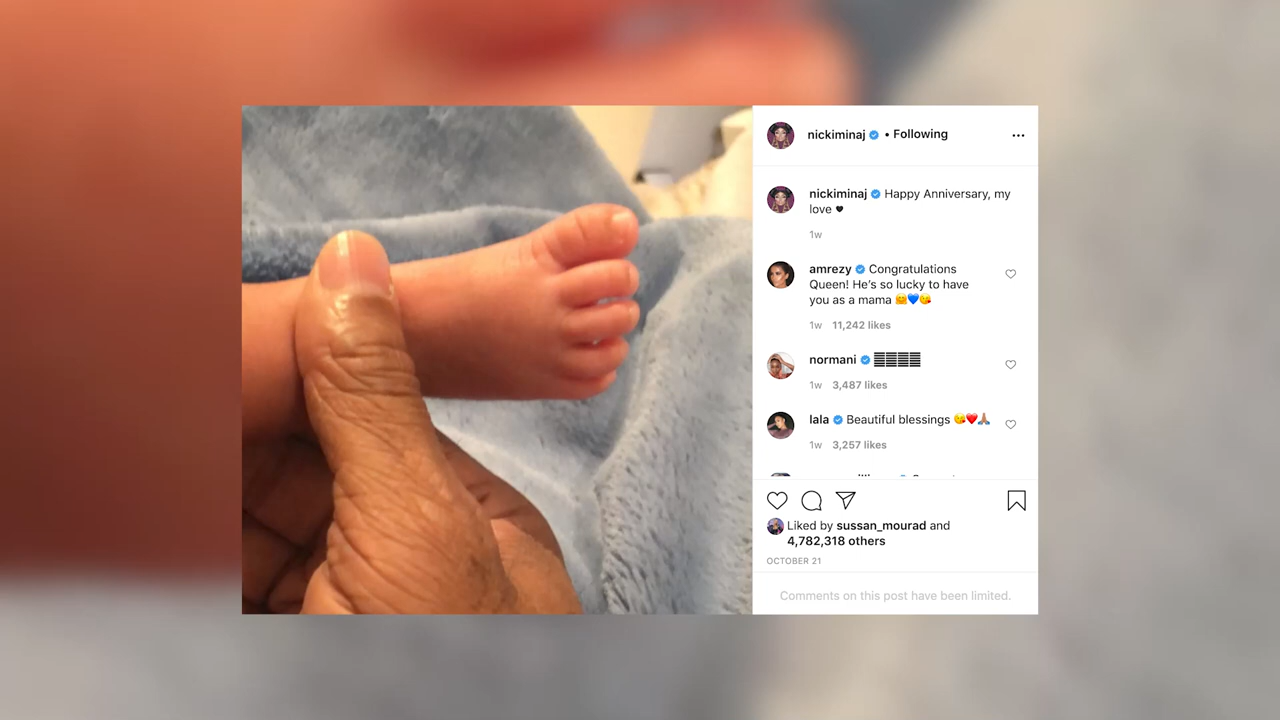 nickiminaj • Following
nickiminaj Happy Anniversary, my
love 🖤
1w
amrezy Congratulations
Queen! He's so lucky to have
you as a mama 🤗💙😘
1w 11,242 likes
normani
1w 3,487 likes
lala Beautiful blessings 😘❤️🙏🏽
1w 3,257 likes
Liked by sussan_mourad and
4,782,318 others
OCTOBER 21
Comments on this post have been limited.